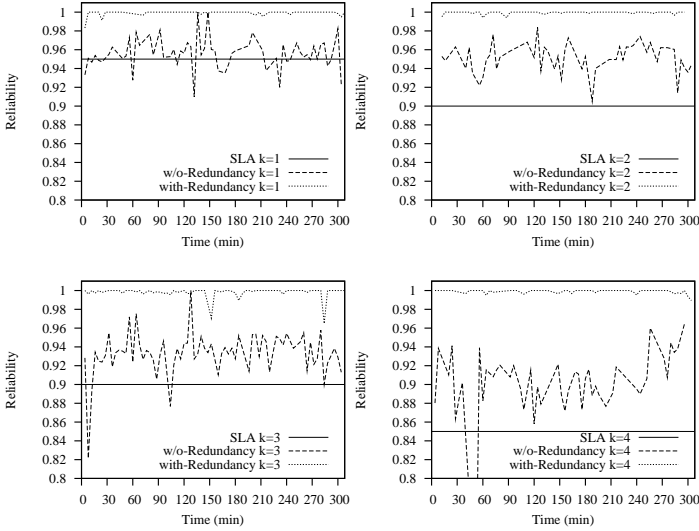 1
0.98
0.96
0.94
0.92
0.9
0.88
0.86
0.84
0.82
0.8
Reliability
SLA k=1
w/o-Redundancy k=1
with-Redundancy k=1
0 30 60 90 120 150 180 210 240 270 300
Time (min)
1
0.98
0.96
0.94
0.92
0.9
0.88
0.86
0.84
0.82
0.8
Reliability
SLA k=2
w/o-Redundancy k=2
with-Redundancy k=2
0 30 60 90 120 150 180 210 240 270 300
Time (min)
1
0.98
0.96
0.94
0.92
0.9
0.88
0.86
0.84
0.82
0.8
Reliability
SLA k=3
w/o-Redundancy k=3
with-Redundancy k=3
0 30 60 90 120 150 180 210 240 270 300
Time (min)
1
0.98
0.96
0.94
0.92
0.9
0.88
0.86
0.84
0.82
0.8
Reliability
SLA k=4
w/o-Redundancy k=4
with-Redundancy k=4
0 30 60 90 120 150 180 210 240 270 300
Time (min)